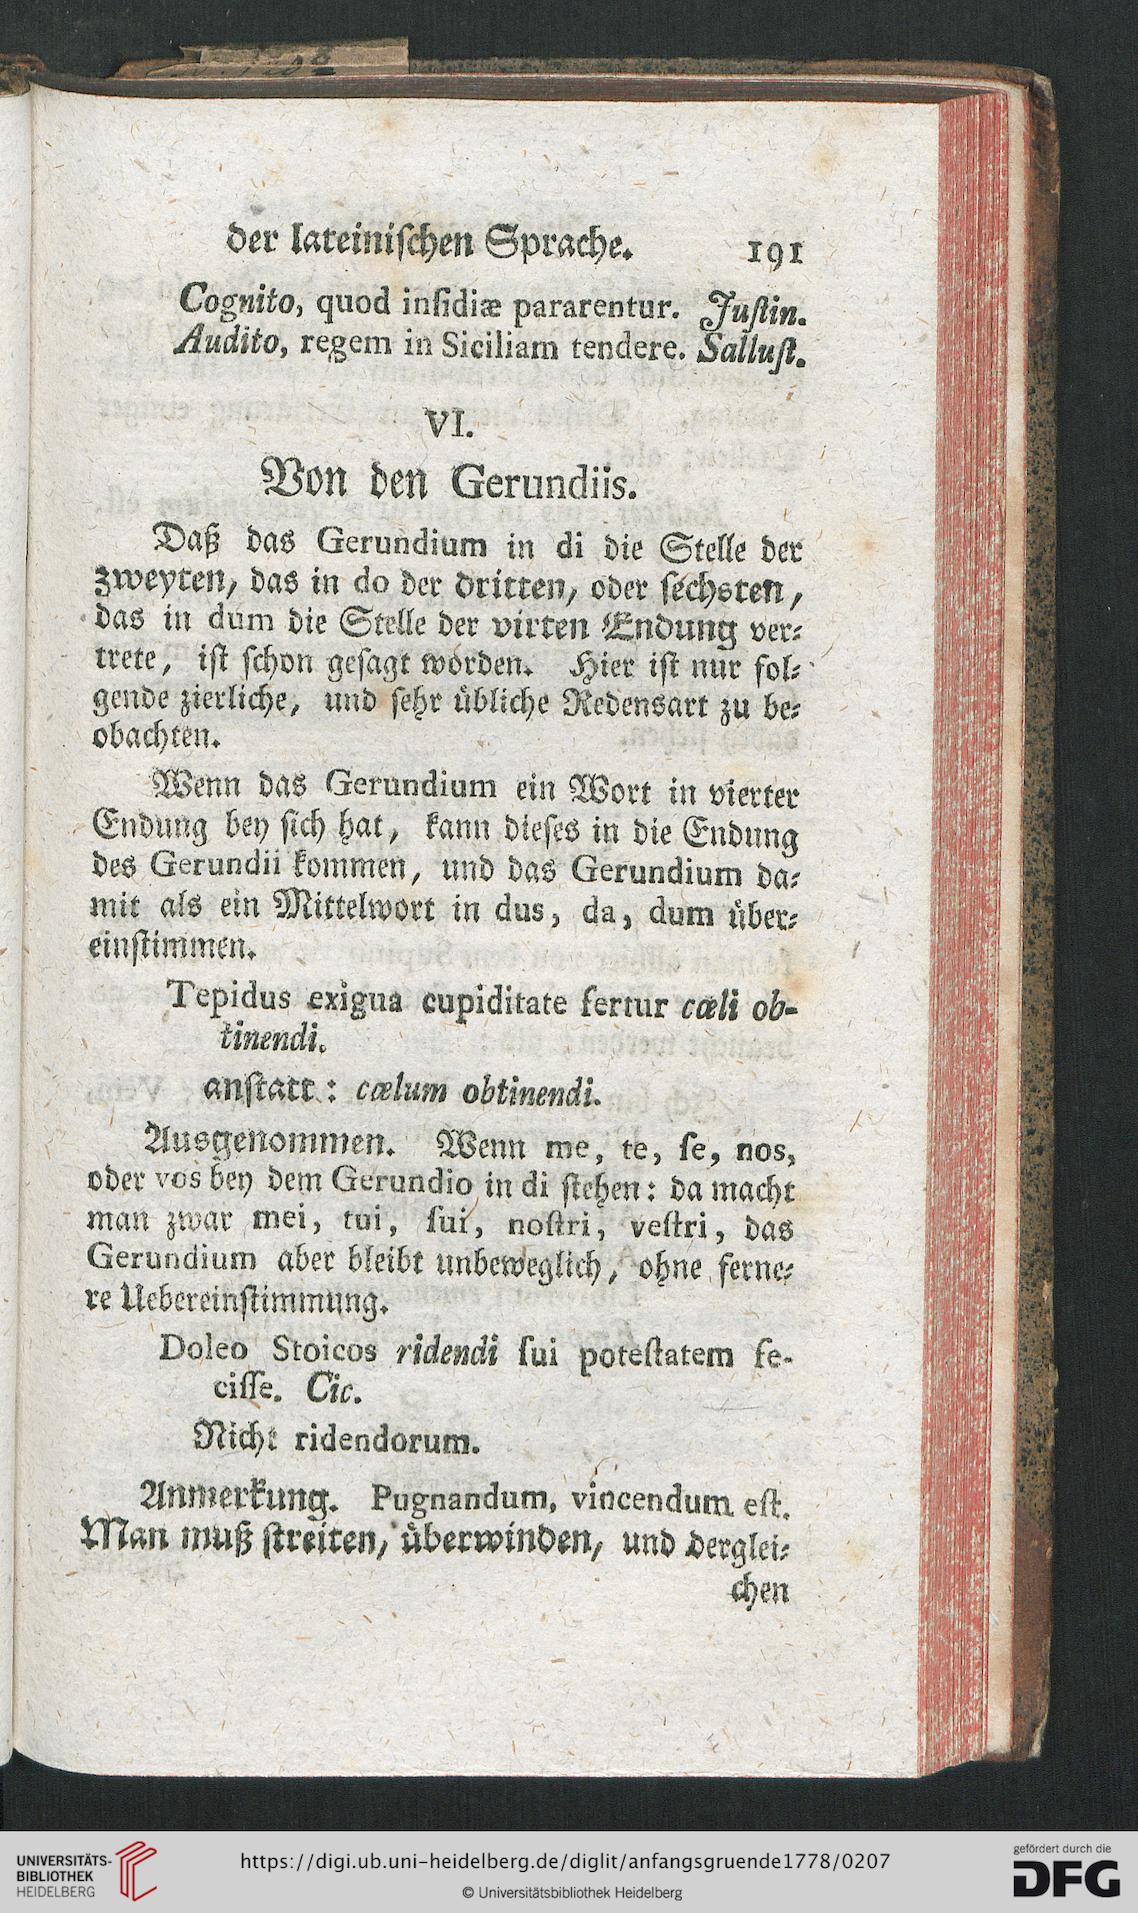 der lateiniſchen Sprache. 191
Cognito, quod inſidiæ pararentur. Juſtin.
Audito, regem in Siciliam tendere. Salluſt.
VI.
Von den Gerundiis.
Daß das Gerundium in di die Stelle der
zweyten, das in do der dritten, oder ſechsten,
das in dum die Stelle der virten Endung ver⸗
trete, iſt ſchon geſagt worden. Hier iſt nur fol⸗
gende zierliche, und ſehr uͤbliche Redensart zu be⸗
obachten.
Wenn das Gerundium ein Wort in vierter
Endung bey ſich hat, kann dieſes in die Endung
des Gerundii kommen, und das Gerundium da⸗
mit als ein Mittelwort in dus, da, dum uͤber⸗
einſtimmen.
Tepidus exigua cupiditate fertur cœli ob-
tinendi.
anſtatt: cœlum obtinendi.
Ausgenommen. Wenn me, te, ſe, nos,
oder vos bey dem Gerundio in di ſtehen: da macht
man zwar mei, tui, ſui, noſtri, veſtri, das
Gerundium aber bleibt unbeweglich, ohne ferne⸗
re Uebereinſtimmung.
Doleo Stoicos ridendi ſui poteſtatem fe-
ciſſe. Cic.
Nicht ridendorum.
Anmerkung. Pugnandum, vincendum eſt.
Man muß ſtreiten, uͤberwinden, und derglei⸗
chen
UNIVERSITÄTS-
BIBLIOTHEK
HEIDELBERG
https://digi.ub.uni-heidelberg.de/diglit/anfangsgruende1778/0207
© Universitätsbibliothek Heidelberg
gefördert durch die
DFG